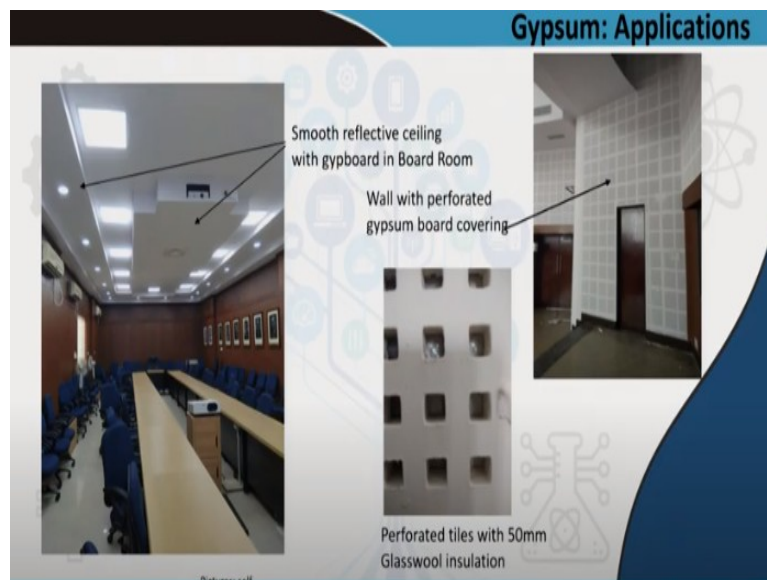 Gypsum: Applications
Smooth reflective ceiling
with gypboard in Board Room
Wall with perforated
gypsum board covering
Perforated tiles with 50mm
Glasswool insulation